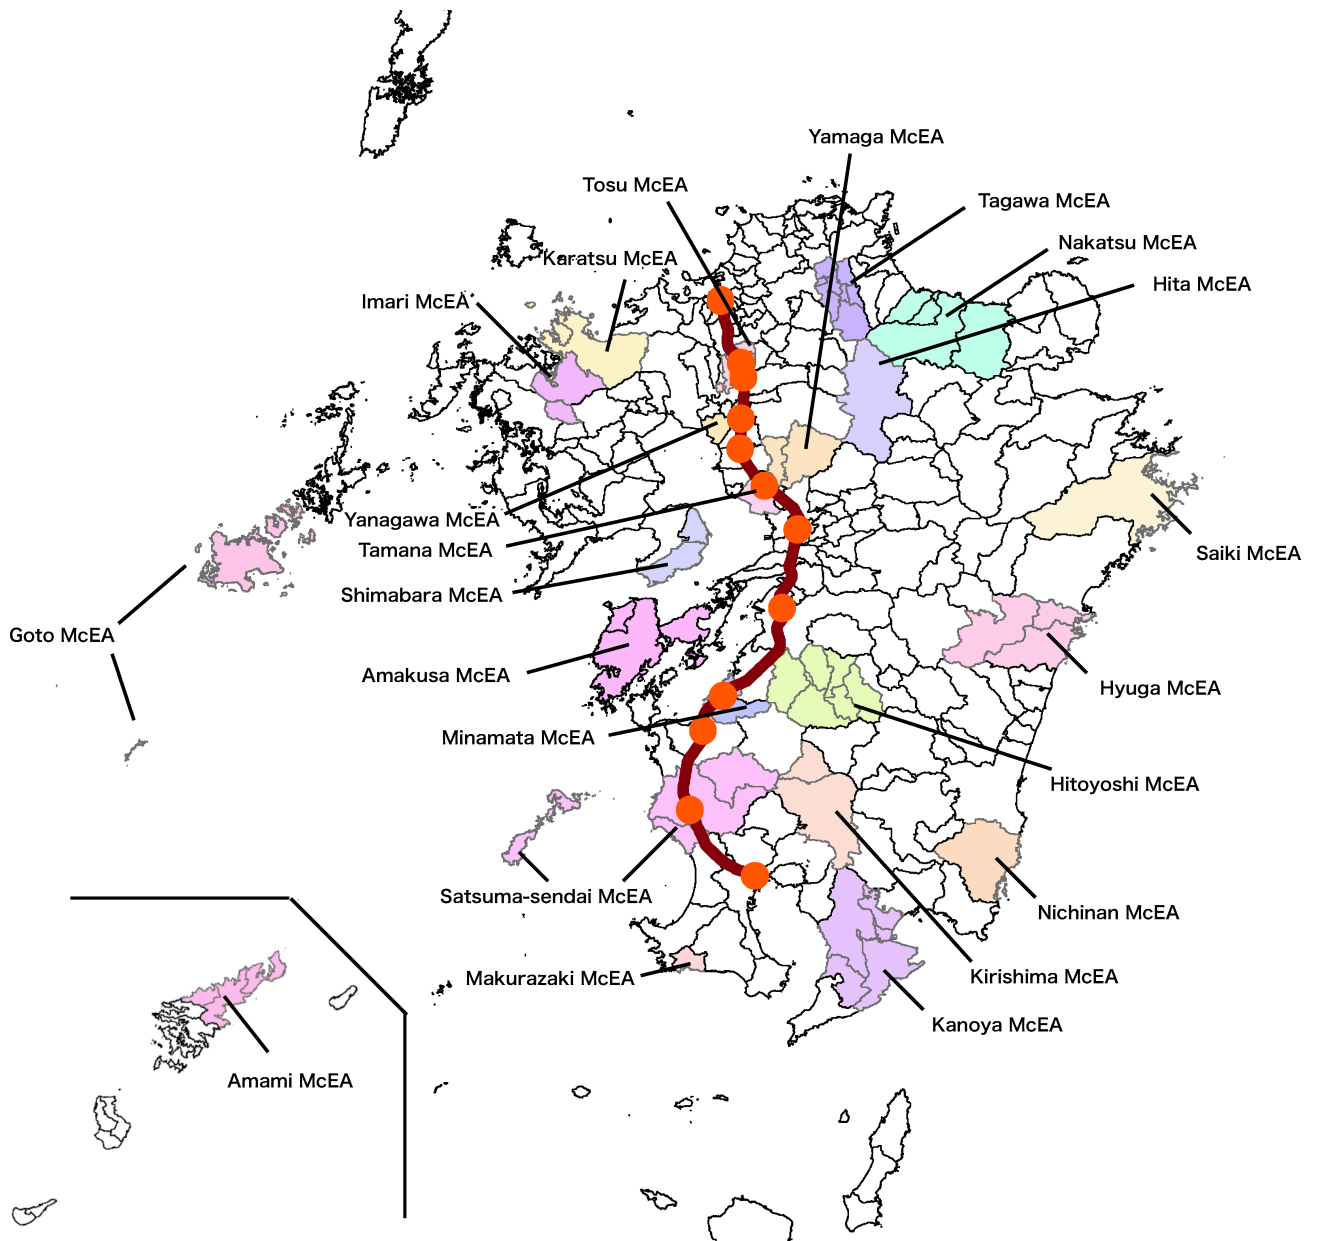 Yamaga McEA
Tosu McEA
Tagawa McEA
Nakatsu McEA
Karatsu McEA
Hita McEA
Imari McEA
Yanagawa McEA
Tamana McEA
Saiki McEA
Shimabara McEA
Goto McEA
Amakusa McEA
Hyuga McEA
Minamata McEA
Hitoyoshi McEA
Satsuma-sendai McEA
Nichinan McEA
Makurazaki McEA
Kirishima McEA
Kanoya McEA
Amami McEA